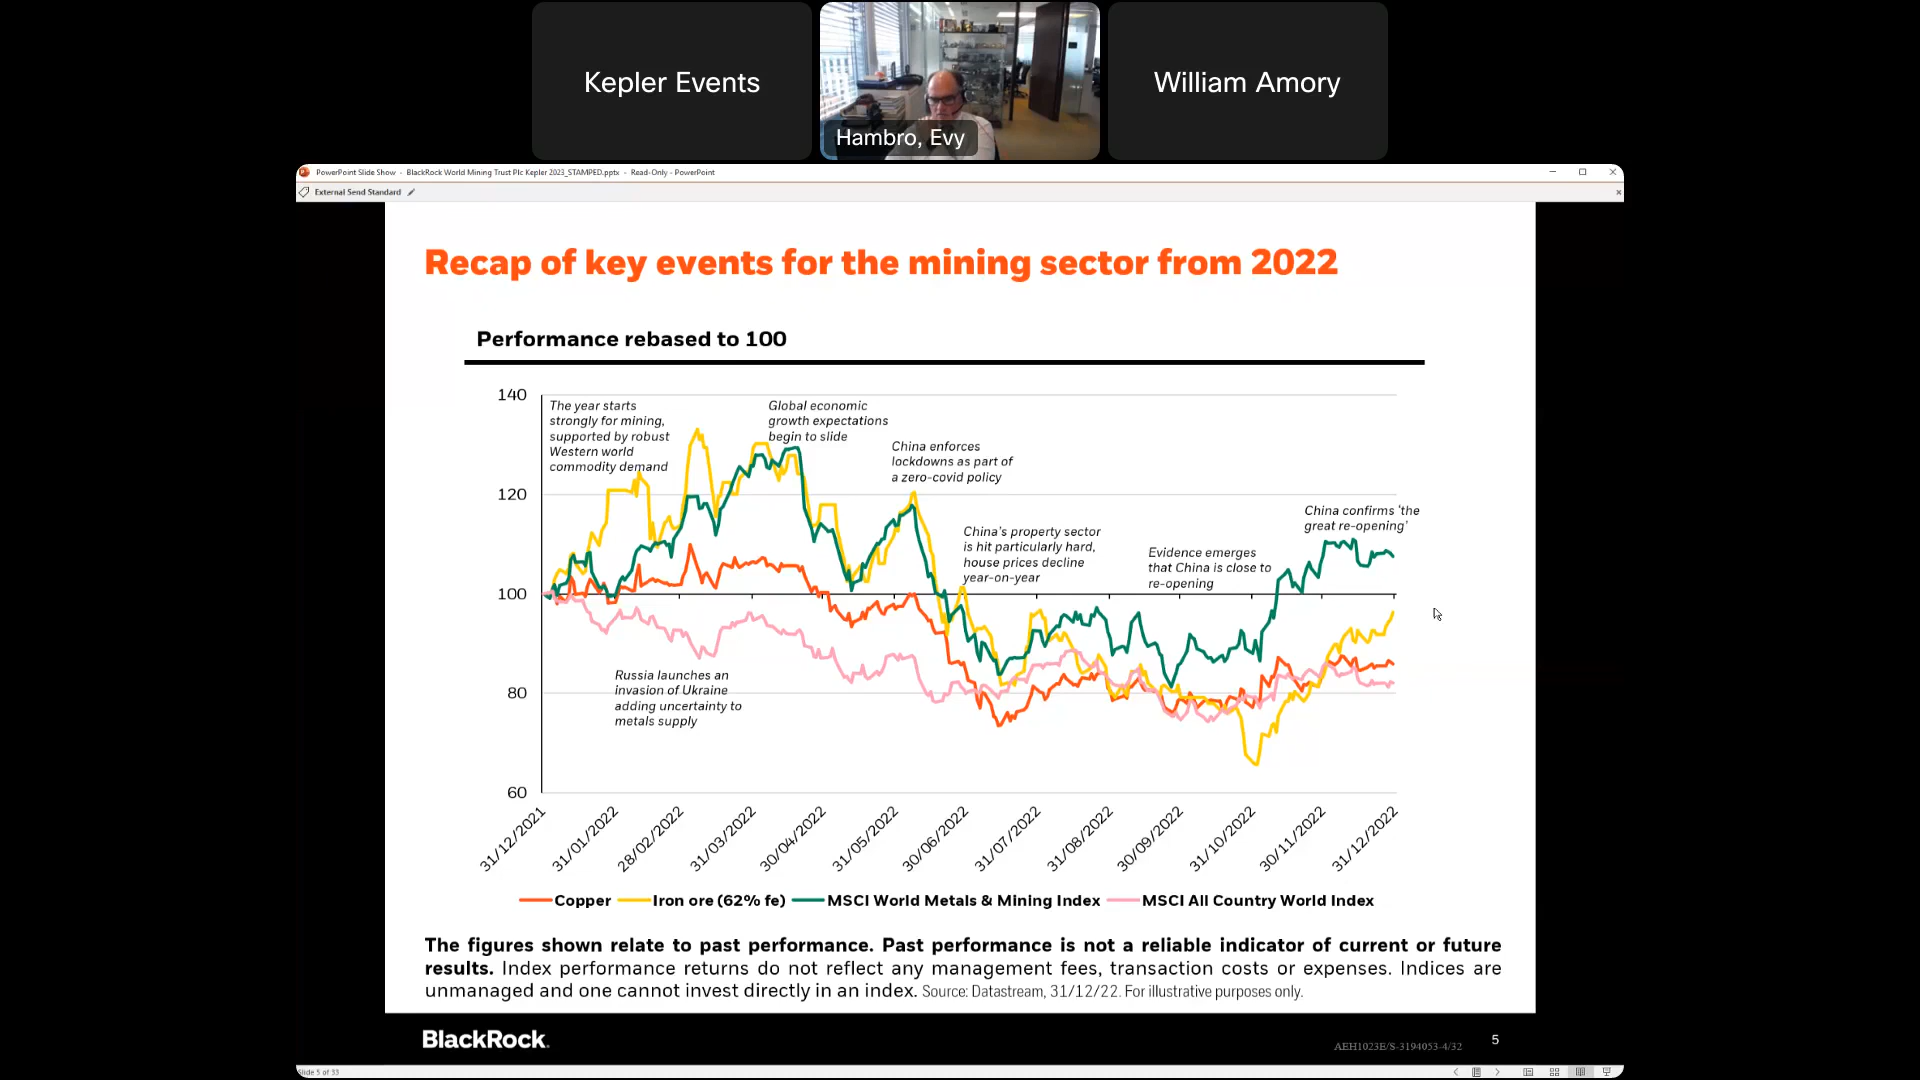 Kepler Events
Hambro, Evy
William Amory
PowerPoint Slide Show - BlackRock World Mining Trust Plc Kepler 2023_STAMPED.pptx - Read-Only - PowerPoint
External Send Standard
Recap of key events for the mining sector from 2022
Performance rebased to 100
140
120
100
80
60
The year starts
strongly for mining,
supported by robust
Western world
commodity demand
Global economic
growth expectations
begin to slide
China enforces
lockdowns as part of
a zero-covid policy
China's property sector
is hit particularly hard,
house prices decline
year-on-year
Evidence emerges
that China is close to
re-opening
China confirms 'the
great re-opening'
Russia launches an
invasion of Ukraine
adding uncertainty to
metals supply
31/12/2021
31/01/2022
28/02/2022
31/03/2022
30/04/2022
31/05/2022
30/06/2022
31/07/2022
31/08/2022
30/09/2022
31/10/2022
30/11/2022
31/12/2022
Copper Iron ore (62% fe) MSCI World Metals & Mining Index MSCI All Country World Index
The figures shown relate to past performance. Past performance is not a reliable indicator of current or future
results. Index performance returns do not reflect any management fees, transaction costs or expenses. Indices are
unmanaged and one cannot invest directly in an index. Source: Datastream, 31/12/22. For illustrative purposes only.
BlackRock.
AEH1023E/S-3194053-4/32
5
Slide 5 of 33